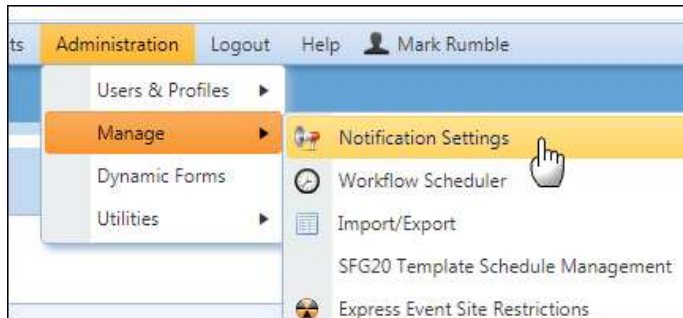 ts Administration Logout Help Mark Rumble
Users & Profiles
Manage
Notification Settings
Dynamic Forms
Workflow Scheduler
Utilities
Import/Export
SFG20 Template Schedule Management
Express Event Site Restrictions